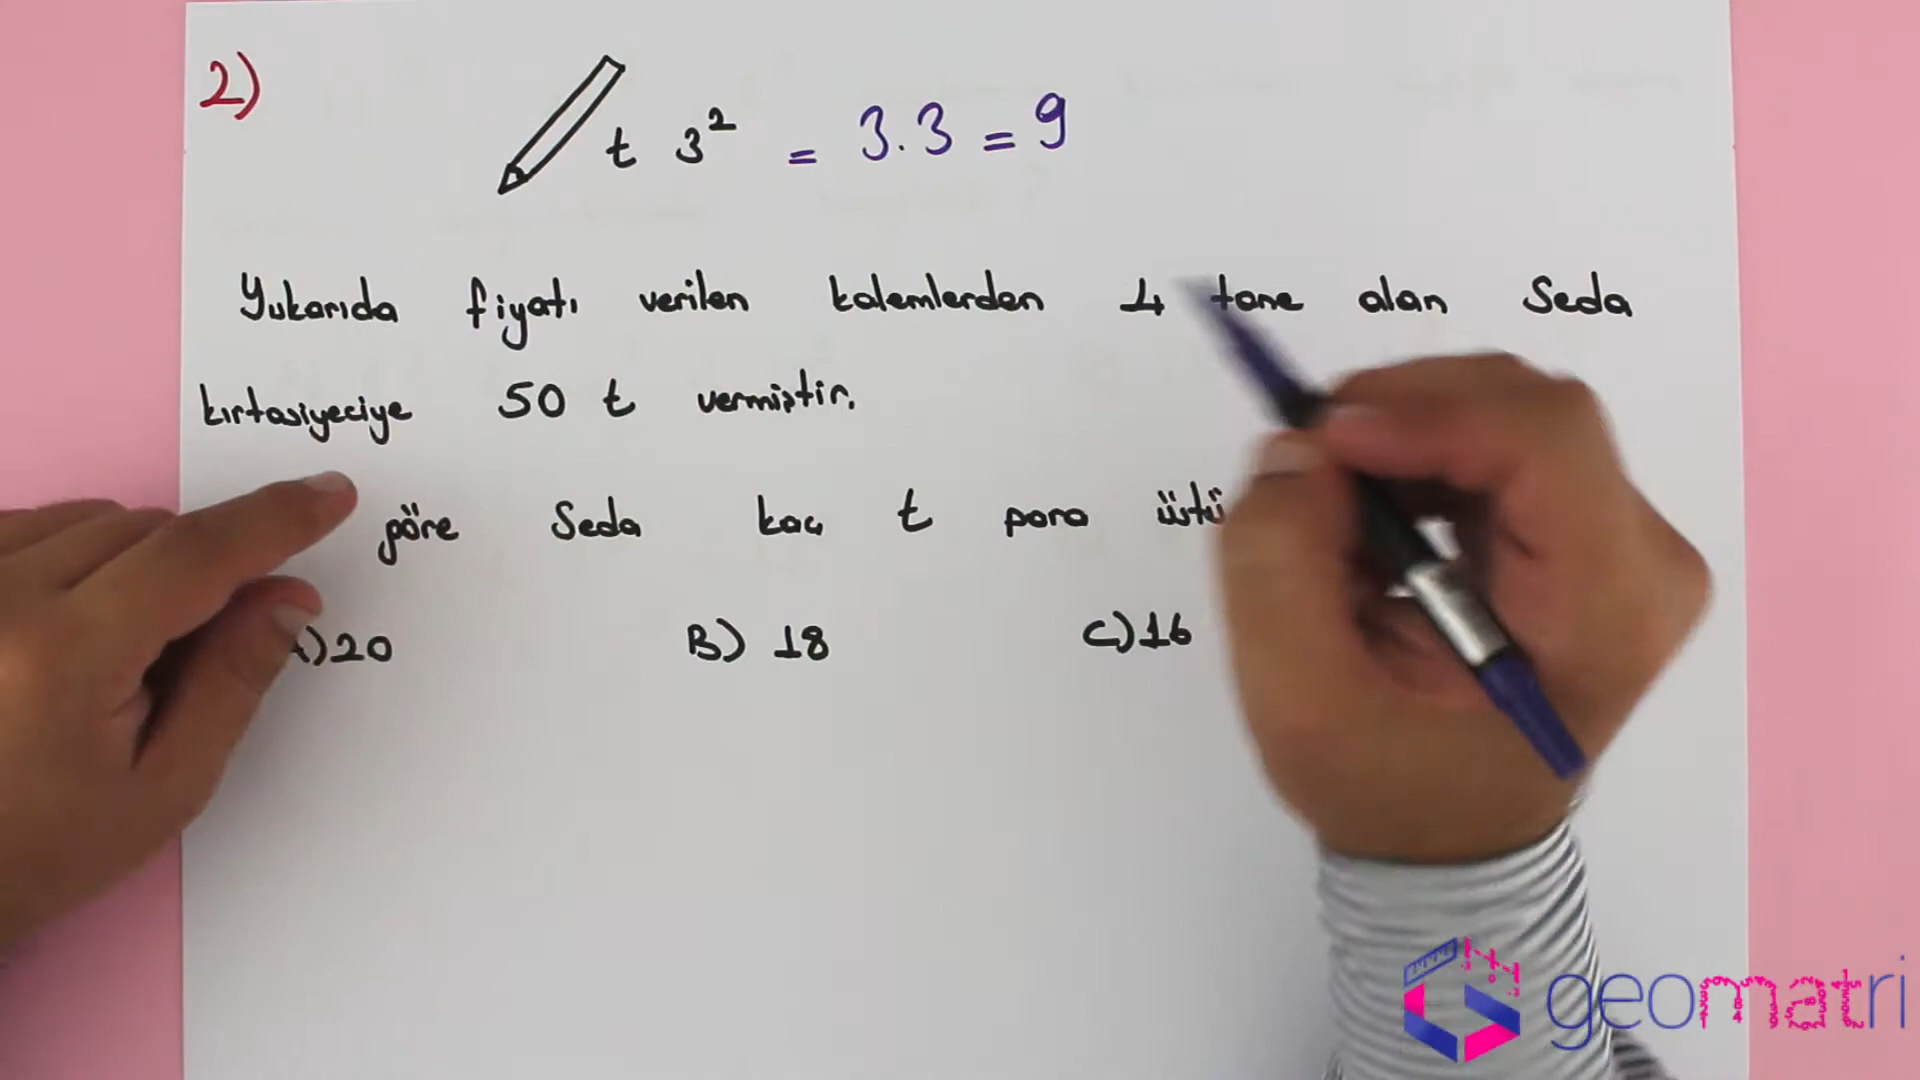 2)
₺ 3² = 3.3 = 9
Yukarıda fiyatı verilen kalemlerden 4 tane alan Seda
kırtasiyeciye 50 ₺ vermiştir.
göre Seda kaç ₺ para üstü
A)20 B) 18 C)16
geomatri